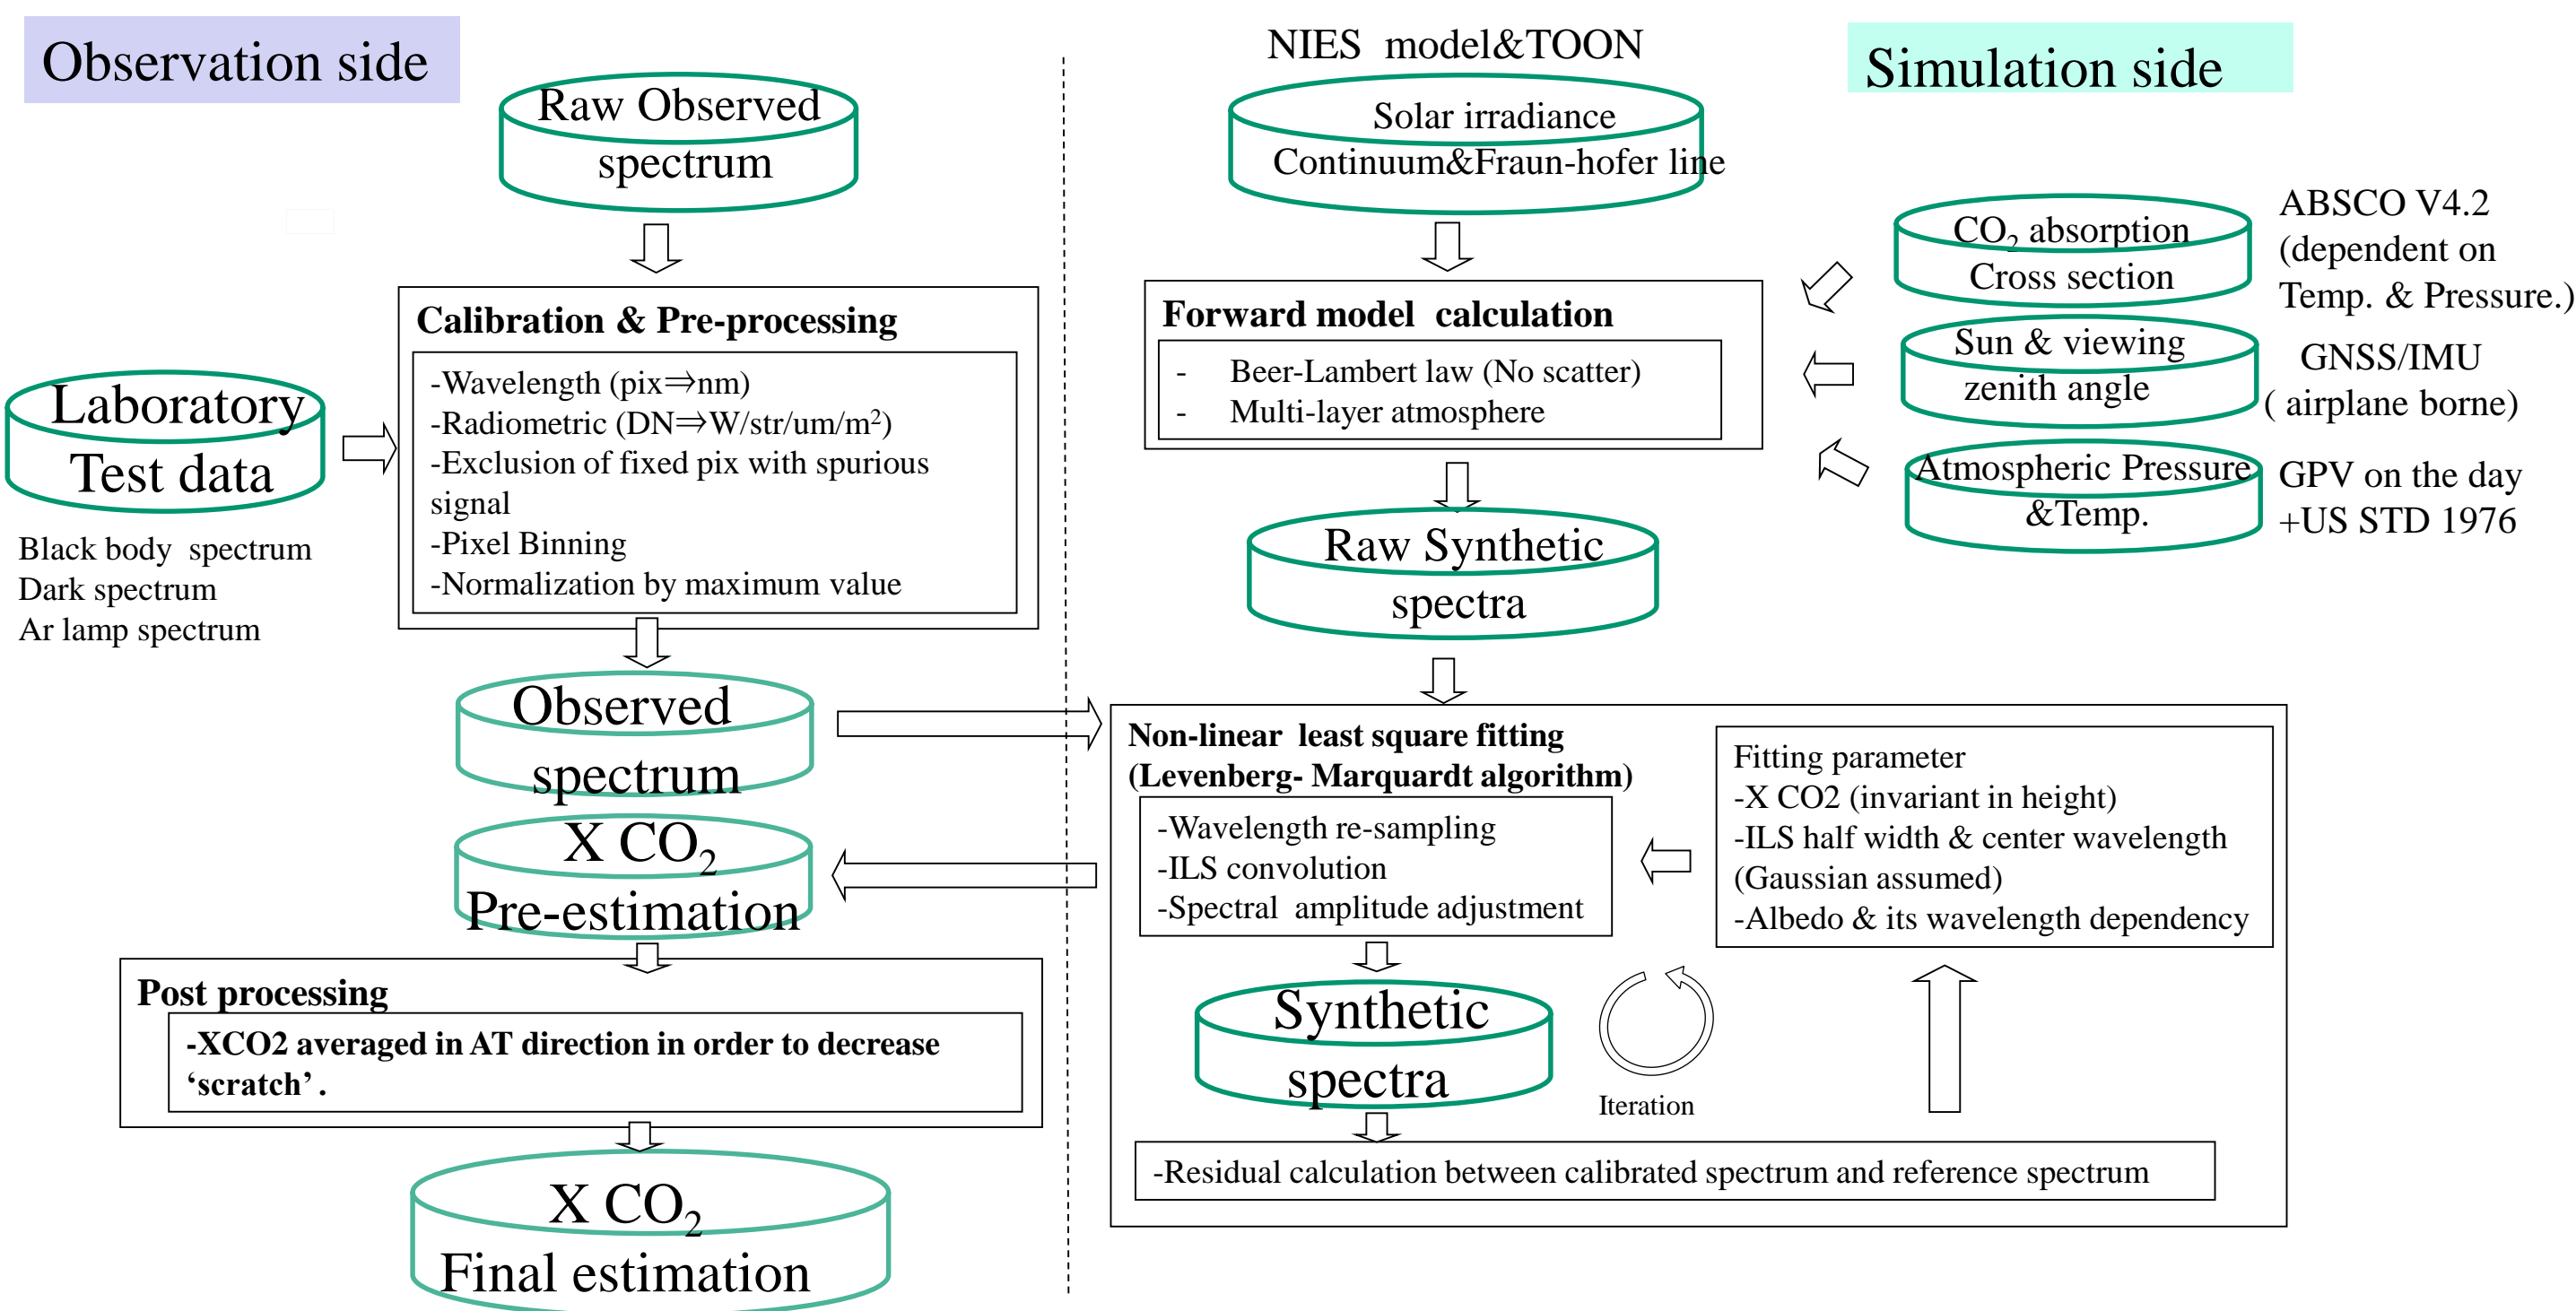 Observation side
Raw Observed
spectrum
Calibration & Pre-processing
-Wavelength (pix⇒nm)
-Radiometric (DN⇒W/str/um/m²)
-Exclusion of fixed pix with spurious
signal
-Pixel Binning
-Normalization by maximum value
Laboratory
Test data
Black body spectrum
Dark spectrum
Ar lamp spectrum
Observed
spectrum
X CO₂
Pre-estimation
Post processing
-XCO2 averaged in AT direction in order to decrease
‘scratch’.
X CO₂
Final estimation
NIES model&TOON
Simulation side
Solar irradiance
Continuum&Fraun-hofer line
Forward model calculation
- Beer-Lambert law (No scatter)
- Multi-layer atmosphere
CO₂ absorption
Cross section
ABSCO V4.2
(dependent on
Temp. & Pressure.)
Sun & viewing
zenith angle
GNSS/IMU
( airplane borne)
Atmospheric Pressure
&Temp.
GPV on the day
+US STD 1976
Raw Synthetic
spectra
Non-linear least square fitting
(Levenberg- Marquardt algorithm)
-Wavelength re-sampling
-ILS convolution
-Spectral amplitude adjustment
Fitting parameter
-X CO2 (invariant in height)
-ILS half width & center wavelength
(Gaussian assumed)
-Albedo & its wavelength dependency
Synthetic
spectra
Iteration
-Residual calculation between calibrated spectrum and reference spectrum